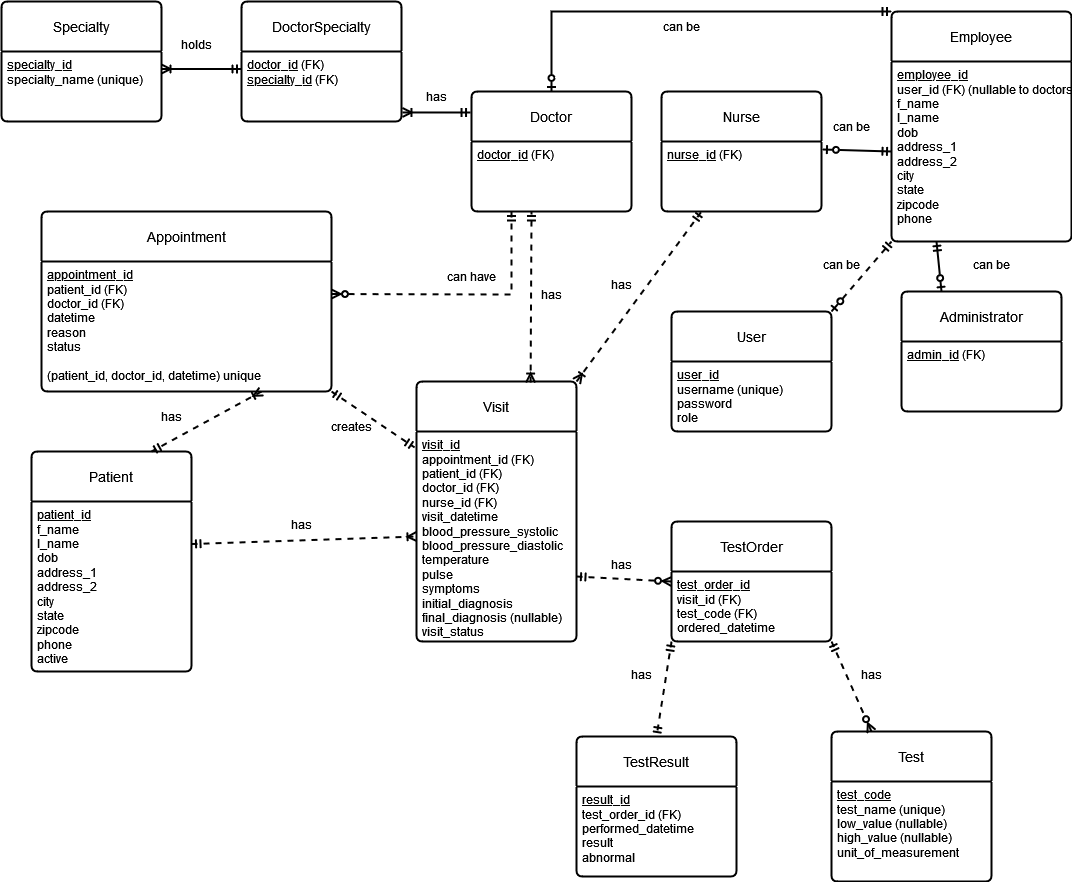 Specialty
specialty_id
specialty_name (unique)
holds
DoctorSpecialty
doctor_id (FK)
specialty_id (FK)
has
can be
Employee
employee_id
user_id (FK) (nullable to doctors
f_name
l_name
dob
address_1
address_2
city
state
zipcode
phone
Doctor
doctor_id (FK)
Nurse
nurse_id (FK)
can be
Appointment
appointment_id
patient_id (FK)
doctor_id (FK)
datetime
reason
status
(patient_id, doctor_id, datetime) unique
can have
has
has
can be
can be
User
user_id
username (unique)
password
role
Administrator
admin_id (FK)
has
creates
Visit
visit_id
appointment_id (FK)
patient_id (FK)
doctor_id (FK)
nurse_id (FK)
visit_datetime
blood_pressure_systolic
blood_pressure_diastolic
temperature
pulse
symptoms
initial_diagnosis
final_diagnosis (nullable)
visit_status
Patient
patient_id
f_name
l_name
dob
address_1
address_2
city
state
zipcode
phone
active
has
has
TestOrder
test_order_id
visit_id (FK)
test_code (FK)
ordered_datetime
has
has
TestResult
result_id
test_order_id (FK)
performed_datetime
result
abnormal
Test
test_code
test_name (unique)
low_value (nullable)
high_value (nullable)
unit_of_measurement